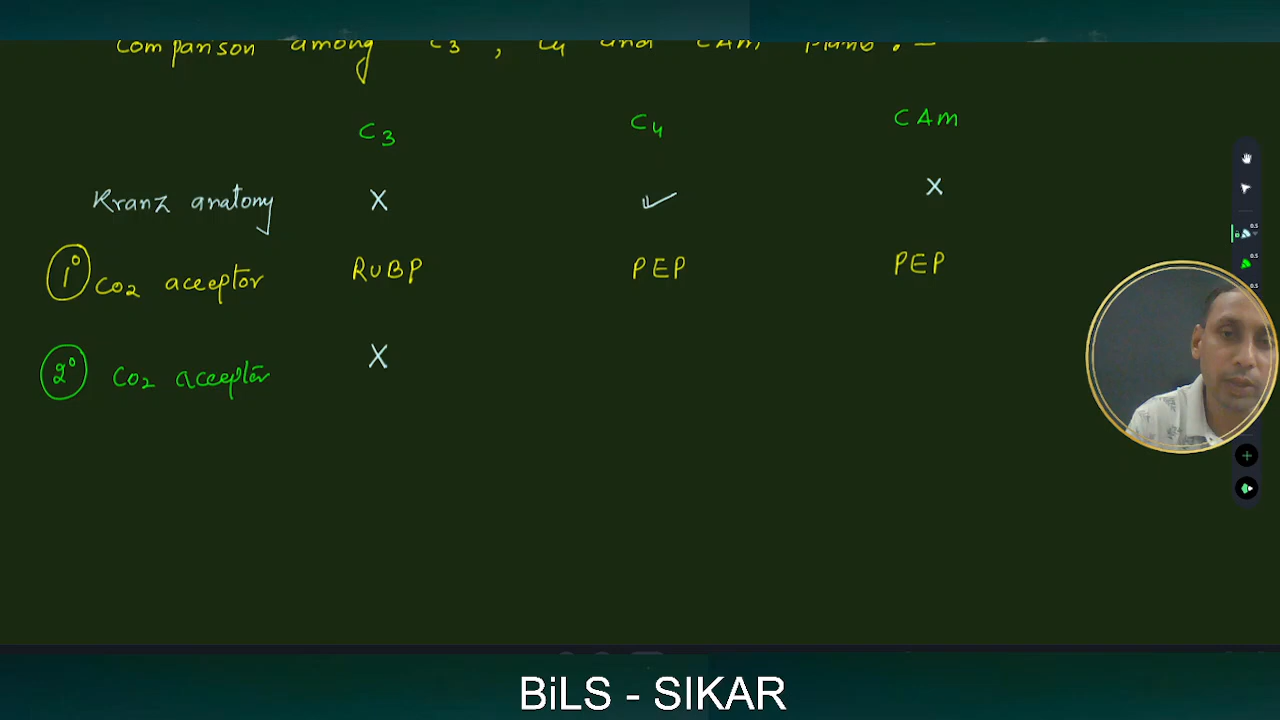 Comparison among C3, C4 and CAM plants :-
C3 C4 CAM
Kranz anatomy X ✓ X
1° CO2 aceptor RUBP PEP PEP
2° CO2 acceptor X
BiLS - SIKAR